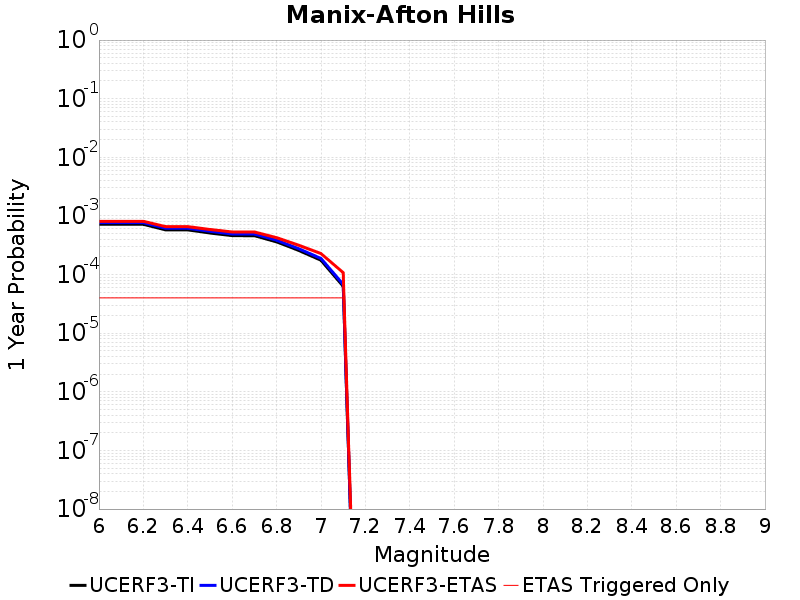 Manix-Afton Hills
1 Year Probability
10^0
10^-1
10^-2
10^-3
10^-4
10^-5
10^-6
10^-7
10^-8
6 6.2 6.4 6.6 6.8 7 7.2 7.4 7.6 7.8 8 8.2 8.4 8.6 8.8 9
Magnitude
UCERF3-TI UCERF3-TD UCERF3-ETAS ETAS Triggered Only